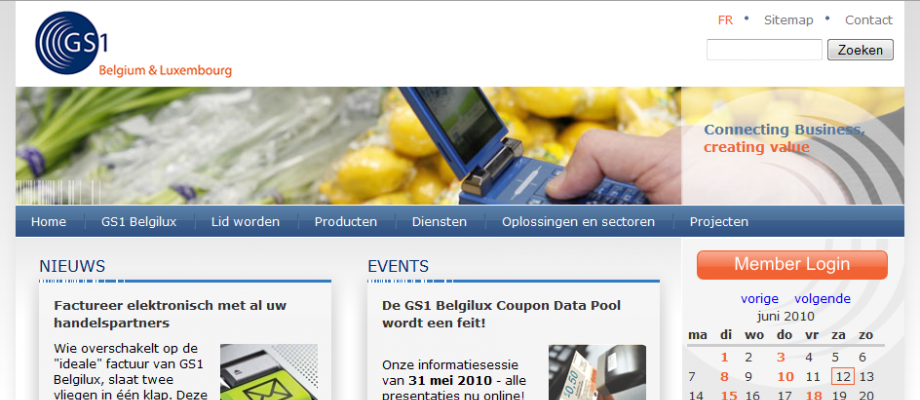 FR • Sitemap • Contact
GS1
Belgium & Luxembourg
Zoeken
Connecting Business,
creating value
Home GS1 Belgilux Lid worden Producten Diensten Oplossingen en sectoren Projecten
NIEUWS
Factureer elektronisch met al uw
handelspartners
Wie overschakelt op de
"ideale" factuur van GS1
Belgilux, slaat twee
vliegen in één klap. Deze
EVENTS
De GS1 Belgilux Coupon Data Pool
wordt een feit!
Onze informatiesessie
van 31 mei 2010 - alle
presentaties nu online!
€0,50
Member Login
vorige volgende
juni 2010
ma di wo do vr za zo
1 2 3 4 5 6
7 8 9 10 11 12 13
14 15 16 17 18 19 20